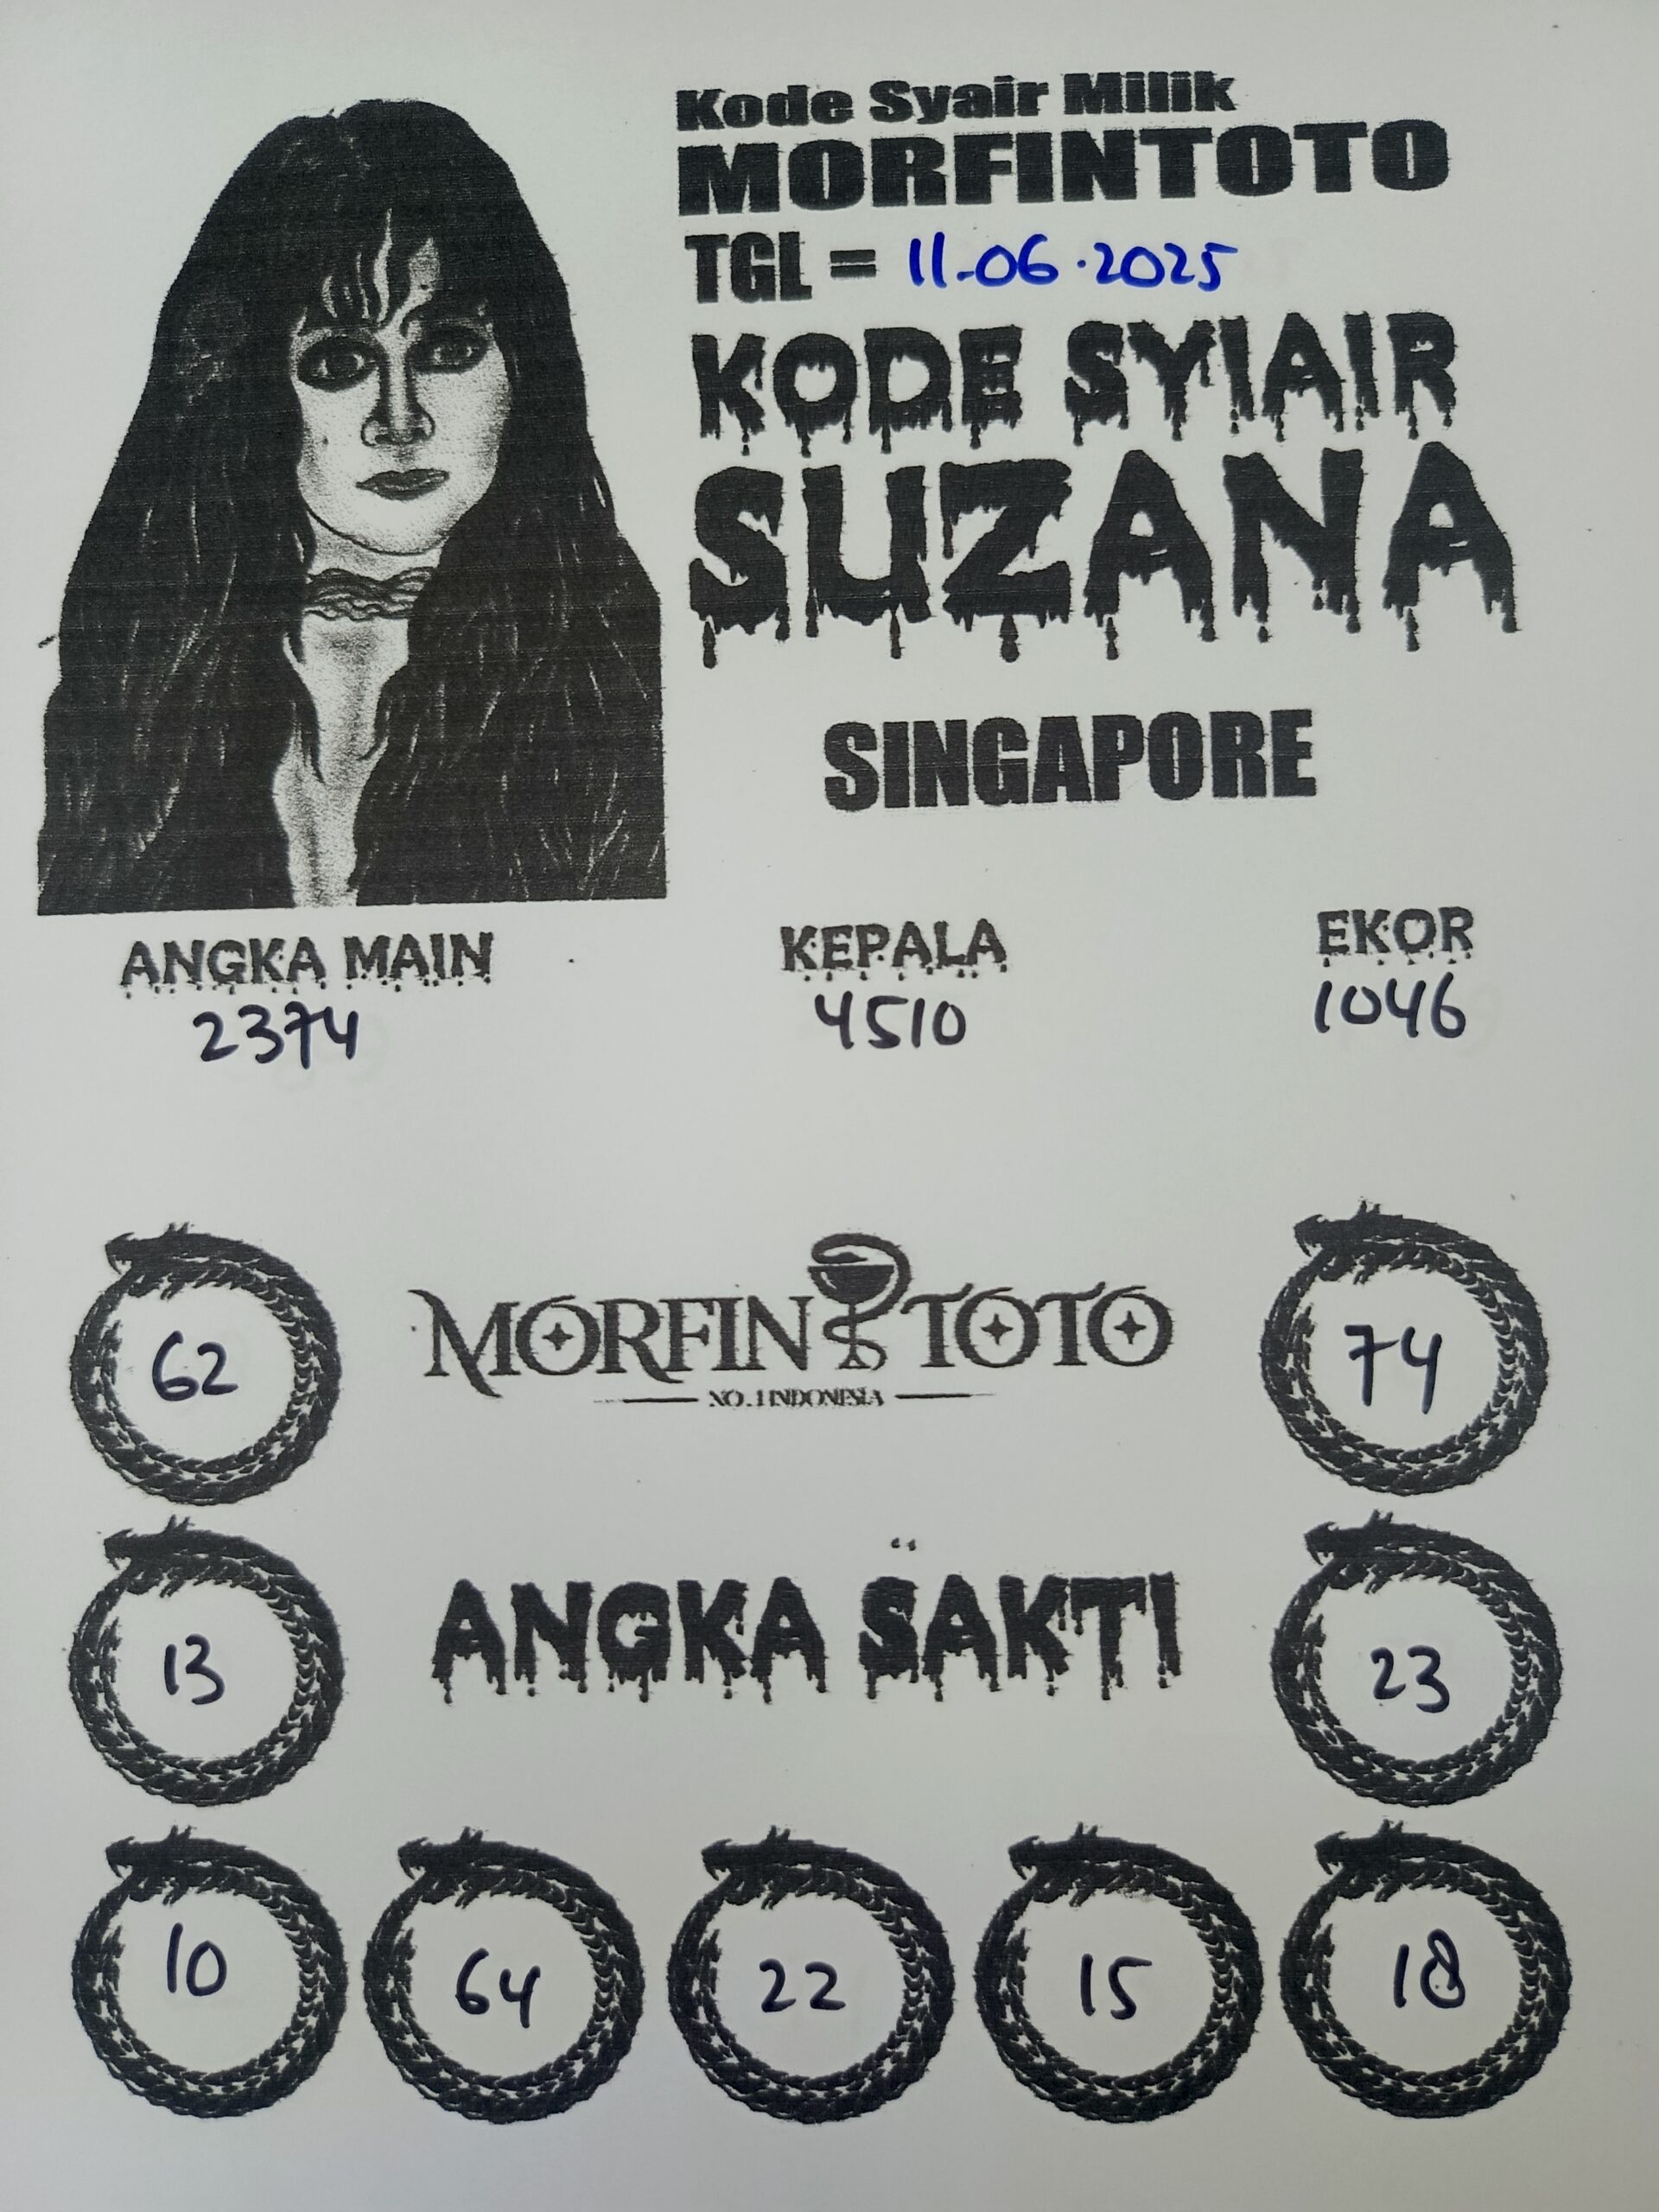 Kode Syair Milik
MORFINTOTO
TGL = 11-06-2025
KODE SYIAIR
SUZANA
SINGAPORE
ANGKA MAIN KEPALA EKOR
2374 4510 1046
62 MORFIN TOTO 74
NO.1 INDONESIA
13 ANGKA SAKTI 23
10 64 22 15 18